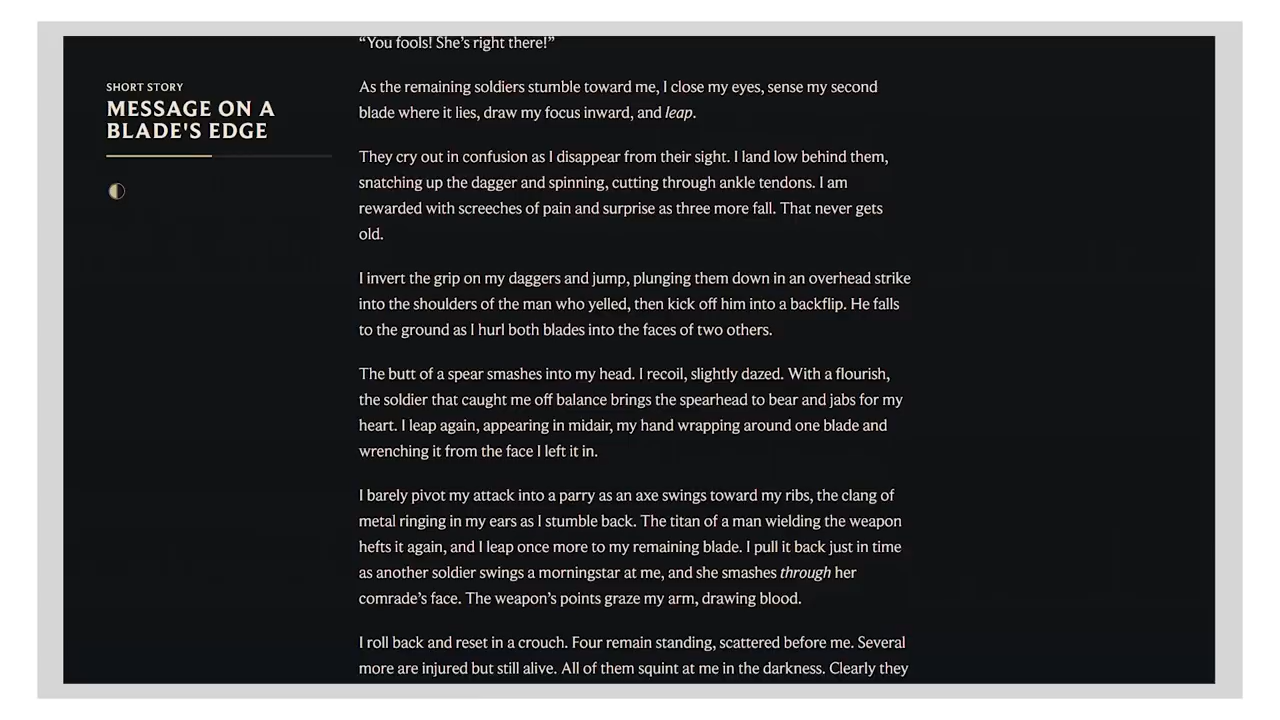 SHORT STORY
MESSAGE ON A
BLADE'S EDGE
“You fools! She’s right there!”
As the remaining soldiers stumble toward me, I close my eyes, sense my second
blade where it lies, draw my focus inward, and leap.
They cry out in confusion as I disappear from their sight. I land low behind them,
snatching up the dagger and spinning, cutting through ankle tendons. I am
rewarded with screeches of pain and surprise as three more fall. That never gets
old.
I invert the grip on my daggers and jump, plunging them down in an overhead strike
into the shoulders of the man who yelled, then kick off him into a backflip. He falls
to the ground as I hurl both blades into the faces of two others.
The butt of a spear smashes into my head. I recoil, slightly dazed. With a flourish,
the soldier that caught me off balance brings the spearhead to bear and jabs for my
heart. I leap again, appearing in midair, my hand wrapping around one blade and
wrenching it from the face I left it in.
I barely pivot my attack into a parry as an axe swings toward my ribs, the clang of
metal ringing in my ears as I stumble back. The titan of a man wielding the weapon
hefts it again, and I leap once more to my remaining blade. I pull it back just in time
as another soldier swings a morningstar at me, and she smashes through her
comrade’s face. The weapon’s points graze my arm, drawing blood.
I roll back and reset in a crouch. Four remain standing, scattered before me. Several
more are injured but still alive. All of them squint at me in the darkness. Clearly they